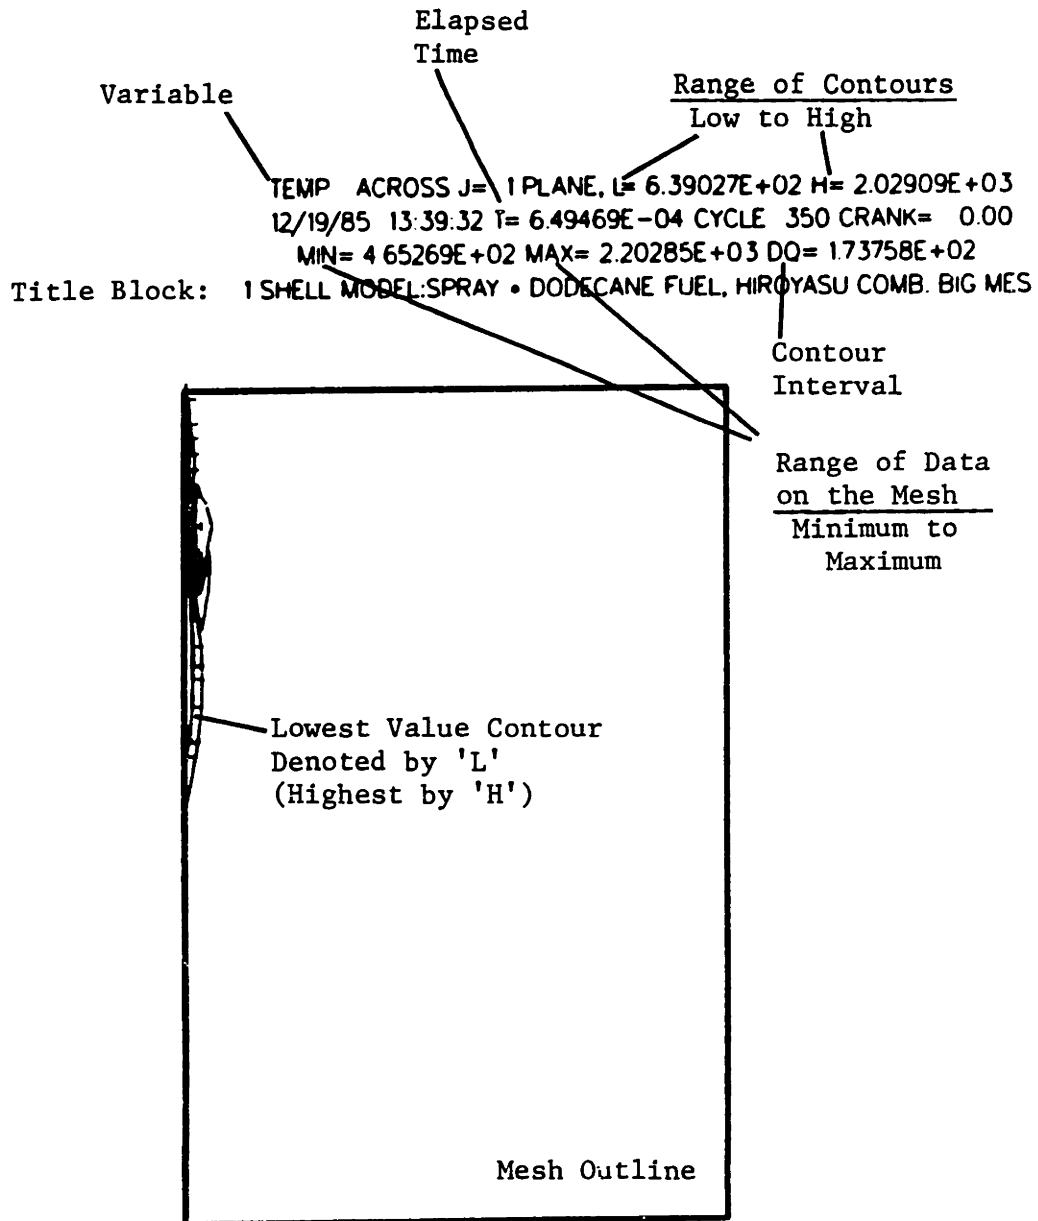 Elapsed
Time
Variable
Range of Contours
Low to High
TEMP ACROSS J= 1 PLANE, L= 6.39027E+02 H= 2.02909E+03
12/19/85 13:39:32 T= 6.49469E-04 CYCLE 350 CRANK= 0.00
MIN= 4 65269E+02 MAX= 2.20285E+03 DQ= 1.73758E+02
Title Block: 1 SHELL MODEL:SPRAY • DODECANE FUEL, HIROYASU COMB. BIG MES
Contour
Interval
Range of Data
on the Mesh
Minimum to
Maximum
Lowest Value Contour
Denoted by 'L'
(Highest by 'H')
Mesh Outline